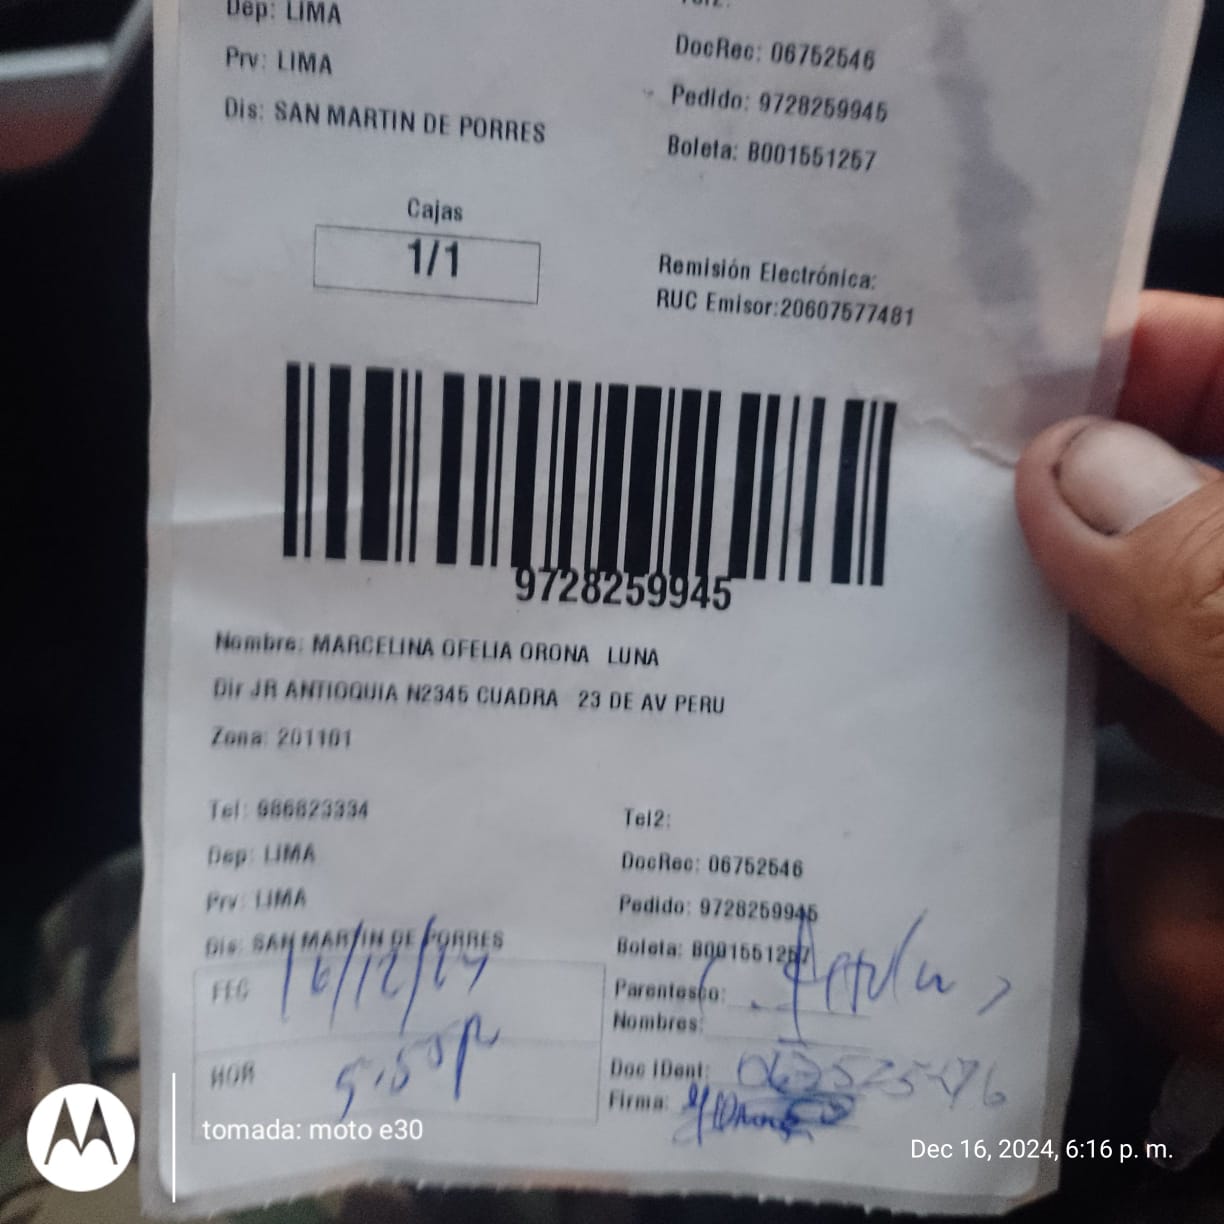 Dep: LIMA
Prv: LIMA
Dis: SAN MARTIN DE PORRES
DocRec: 06752546
Pedido: 9728259945
Boleta: B001551257
Cajas
1/1
Remisión Electrónica:
RUC Emisor:20607577481
9728259945
Nombre: MARCELINA OFELIA ORONA LUNA
Dir JR ANTIOQUIA N2345 CUADRA 23 DE AV PERU
Zona: 201101
Tel: 986823334
Dep: LIMA
Prv: LIMA
Dis: SAN MARTIN DE PORRES
Tel2:
DocRec: 06752546
Pedido: 9728259945
Boleta: B001551257
FEC 16/12/24
HOR 5:50p
Parentesco:
Nombres:
Doc IDent:
Firma:
tomada: moto e30
Dec 16, 2024, 6:16 p. m.